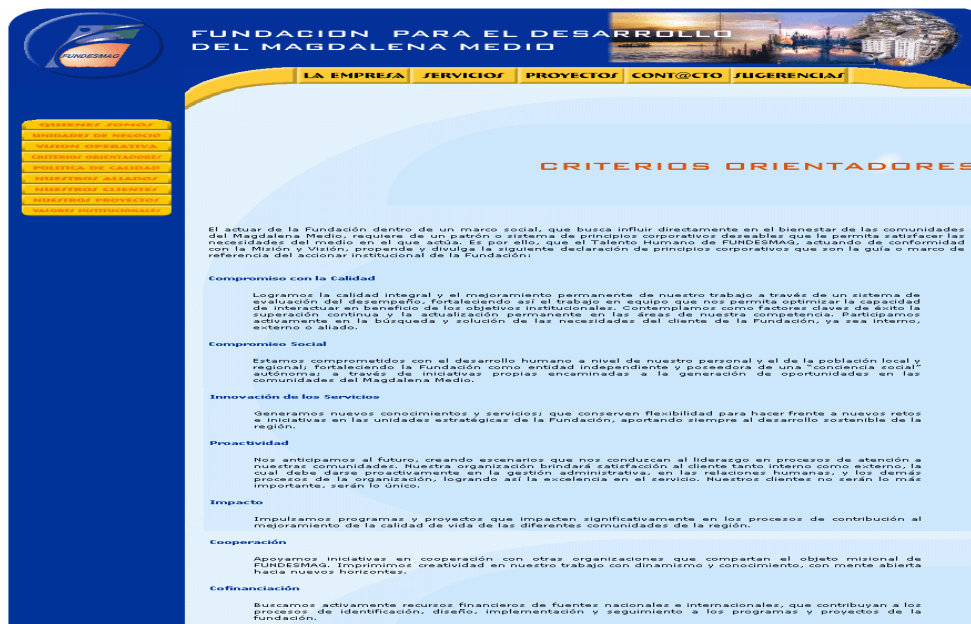 FUNDESMAG
FUNDACION PARA EL DESARROLLO
DEL MAGDALENA MEDIO
LA EMPRESA SERVICIOS PROYECTOS CONT@CTO SUGERENCIAS
QUIENES SOMOS
UNIDADES DE NEGOCIO
VISION OPERATIVA
CRITERIOS ORIENTADORES
POLITICA DE CALIDAD
NUESTROS ALIADOS
NUESTROS CLIENTES
NUESTROS PROYECTOS
VALORES INSTITUCIONALES
CRITERIOS ORIENTADORES
El actuar de la Fundación dentro de un marco social, que busca influir directamente en el bienestar de las comunidades
del Magdalena Medio, requiere de un patrón o sistema de principios corporativos deseables que le permita satisfacer las
necesidades del medio en el que actúa. Es por ello, que el Talento Humano de FUNDESMAG, actuando de conformidad
con la Misión y Visión, propende y divulga la siguiente declaración de principios corporativos que son la guía o marco de
referencia del accionar institucional de la Fundación:
Compromiso con la Calidad
Logramos la calidad integral y el mejoramiento permanente de nuestro trabajo a través de un sistema de
evaluación del desempeño, fortaleciendo así el trabajo en equipo que nos permita optimizar la capacidad
de interactuar en beneficio de los objetivos institucionales. Contemplamos como factores claves de éxito la
superación continua y la actualización permanente en las áreas de nuestra competencia. Participamos
activamente en la búsqueda y solución de las necesidades del cliente de la Fundación, ya sea interno,
externo o aliado.
Compromiso Social
Estamos comprometidos con el desarrollo humano a nivel de nuestro personal y el de la población local y
regional; fortaleciendo la Fundación como entidad independiente y poseedora de una "conciencia social"
autónoma; a través de iniciativas propias encaminadas a la generación de oportunidades en las
comunidades del Magdalena Medio.
Innovación de los Servicios
Generamos nuevos conocimientos y servicios; que conserven flexibilidad para hacer frente a nuevos retos
e iniciativas en las unidades estratégicas de la Fundación, aportando siempre al desarrollo sostenible de la
región.
Proactividad
Nos anticipamos al futuro, creando escenarios que nos conduzcan al liderazgo en procesos de atención a
nuestras comunidades. Nuestra organización brindará satisfacción al cliente tanto interno como externo, la
cual debe darse proactivamente en la gestión administrativa, en las relaciones humanas, y los demás
procesos de la organización, logrando así la excelencia en el servicio. Nuestros clientes no serán lo más
importante, serán lo único.
Impacto
Impulsamos programas y proyectos que impacten significativamente en los procesos de contribución al
mejoramiento de la calidad de vida de las diferentes comunidades de la región.
Cooperación
Apoyamos iniciativas en cooperación con otras organizaciones que compartan el objeto misional de
FUNDESMAG. Imprimimos creatividad en nuestro trabajo con dinamismo y conocimiento, con mente abierta
hacia nuevos horizontes.
Cofinanciación
Buscamos activamente recursos financieros de fuentes nacionales e internacionales, que contribuyan a los
procesos de identificación, diseño, implementación y seguimiento a los programas y proyectos de la
fundación.